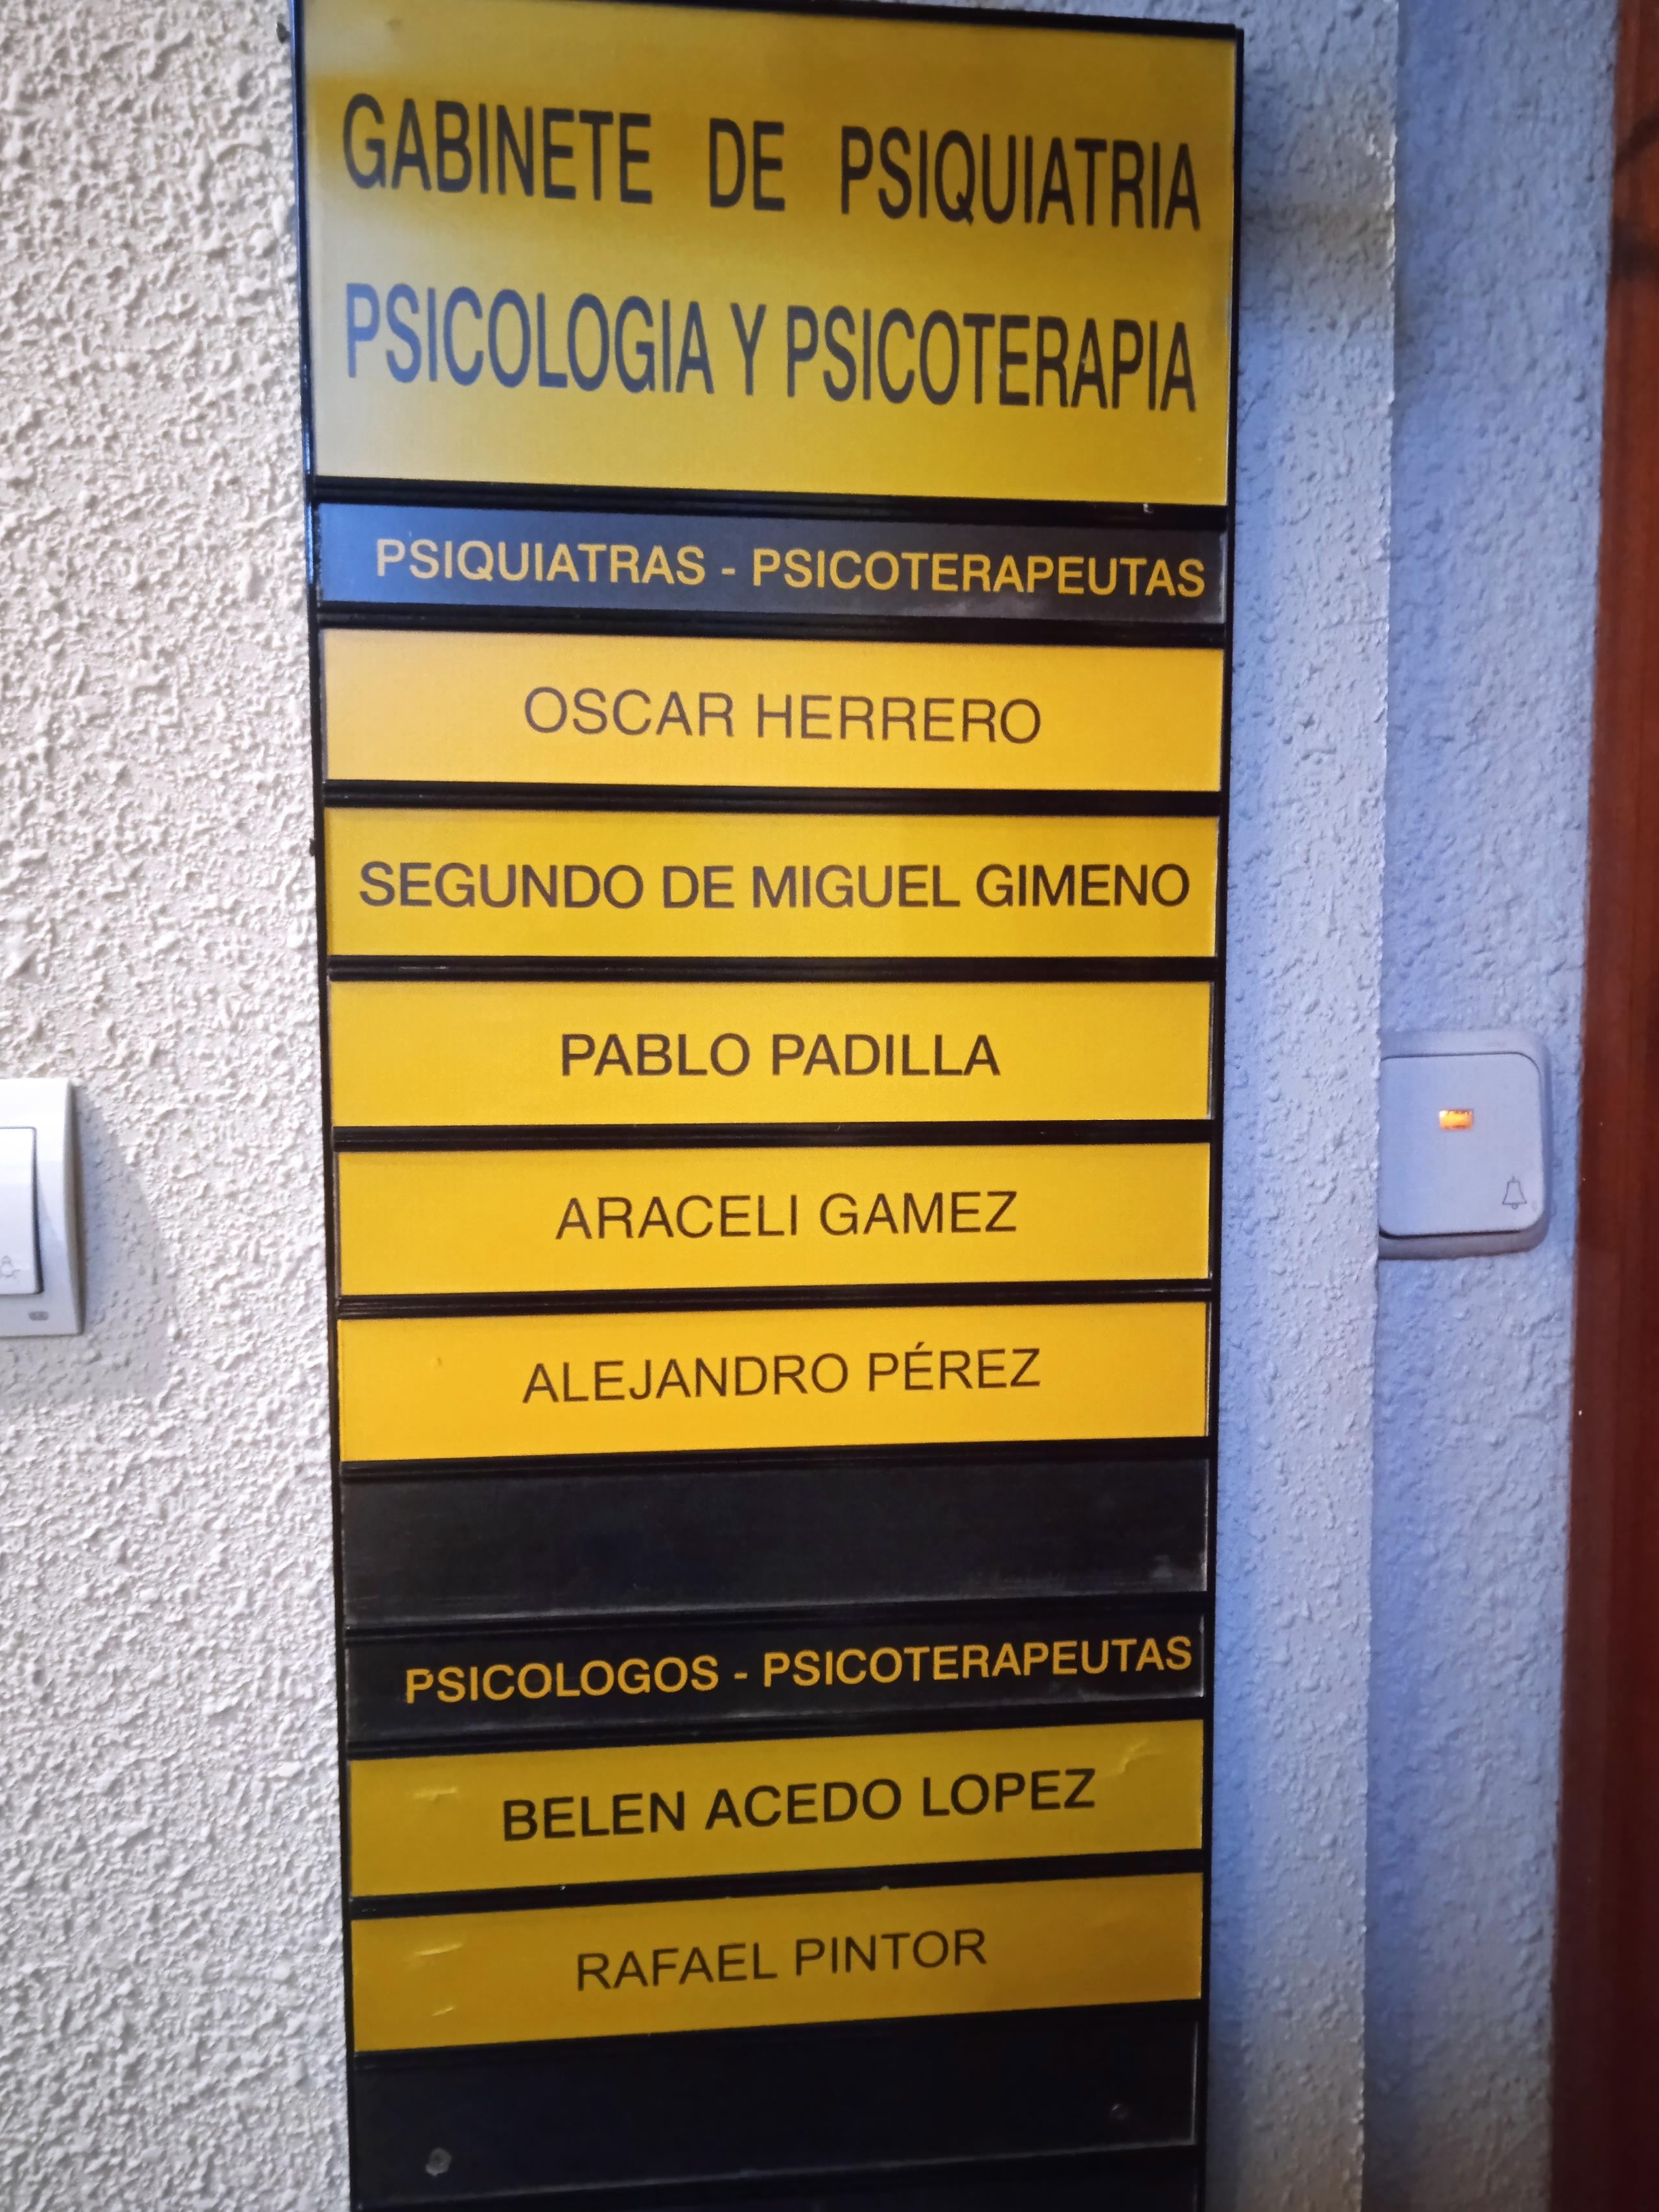 GABINETE DE PSIQUIATRIA
PSICOLOGIA Y PSICOTERAPIA
PSIQUIATRAS - PSICOTERAPEUTAS
OSCAR HERRERO
SEGUNDO DE MIGUEL GIMENO
PABLO PADILLA
ARACELI GAMEZ
ALEJANDRO PÉREZ
PSICOLOGOS - PSICOTERAPEUTAS
BELEN ACEDO LOPEZ
RAFAEL PINTOR